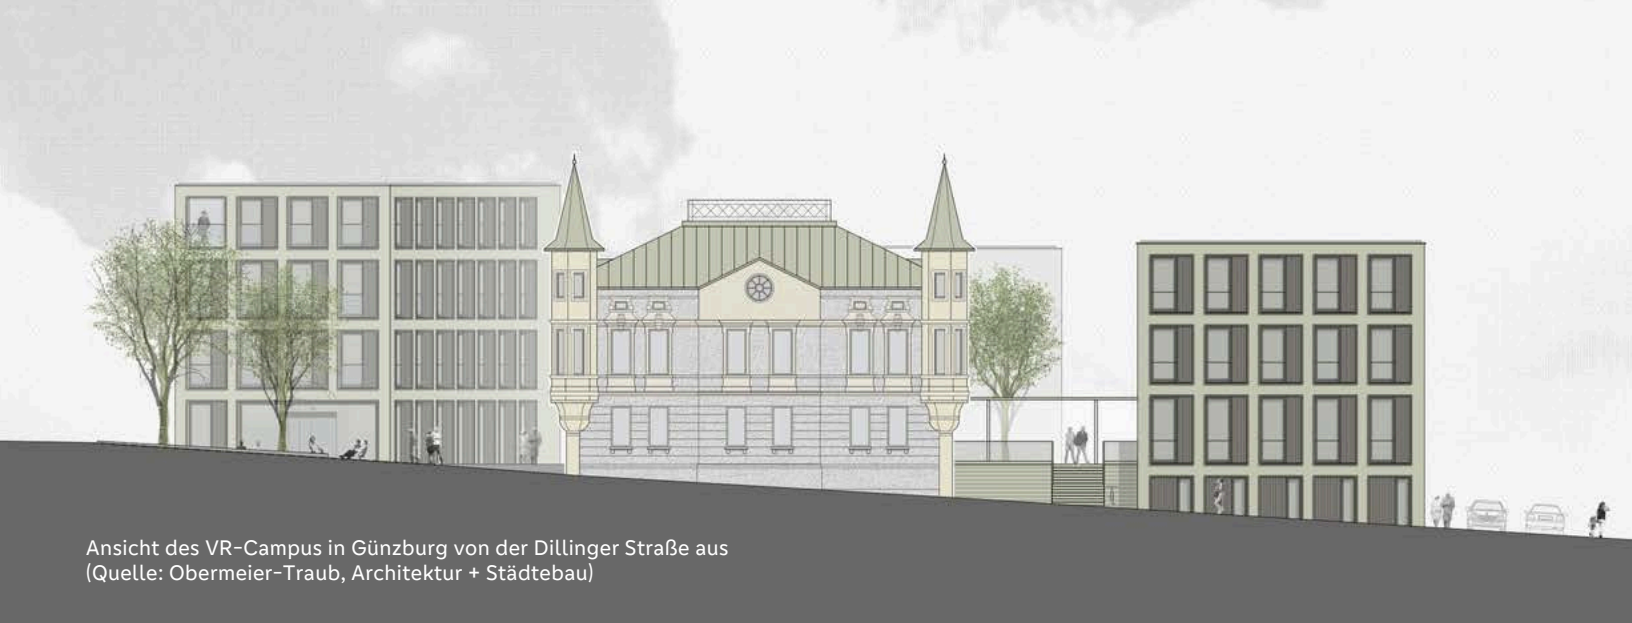 Ansicht des VR-Campus in Günzburg von der Dillinger Straße aus
(Quelle: Obermeier-Traub, Architektur + Städtebau)